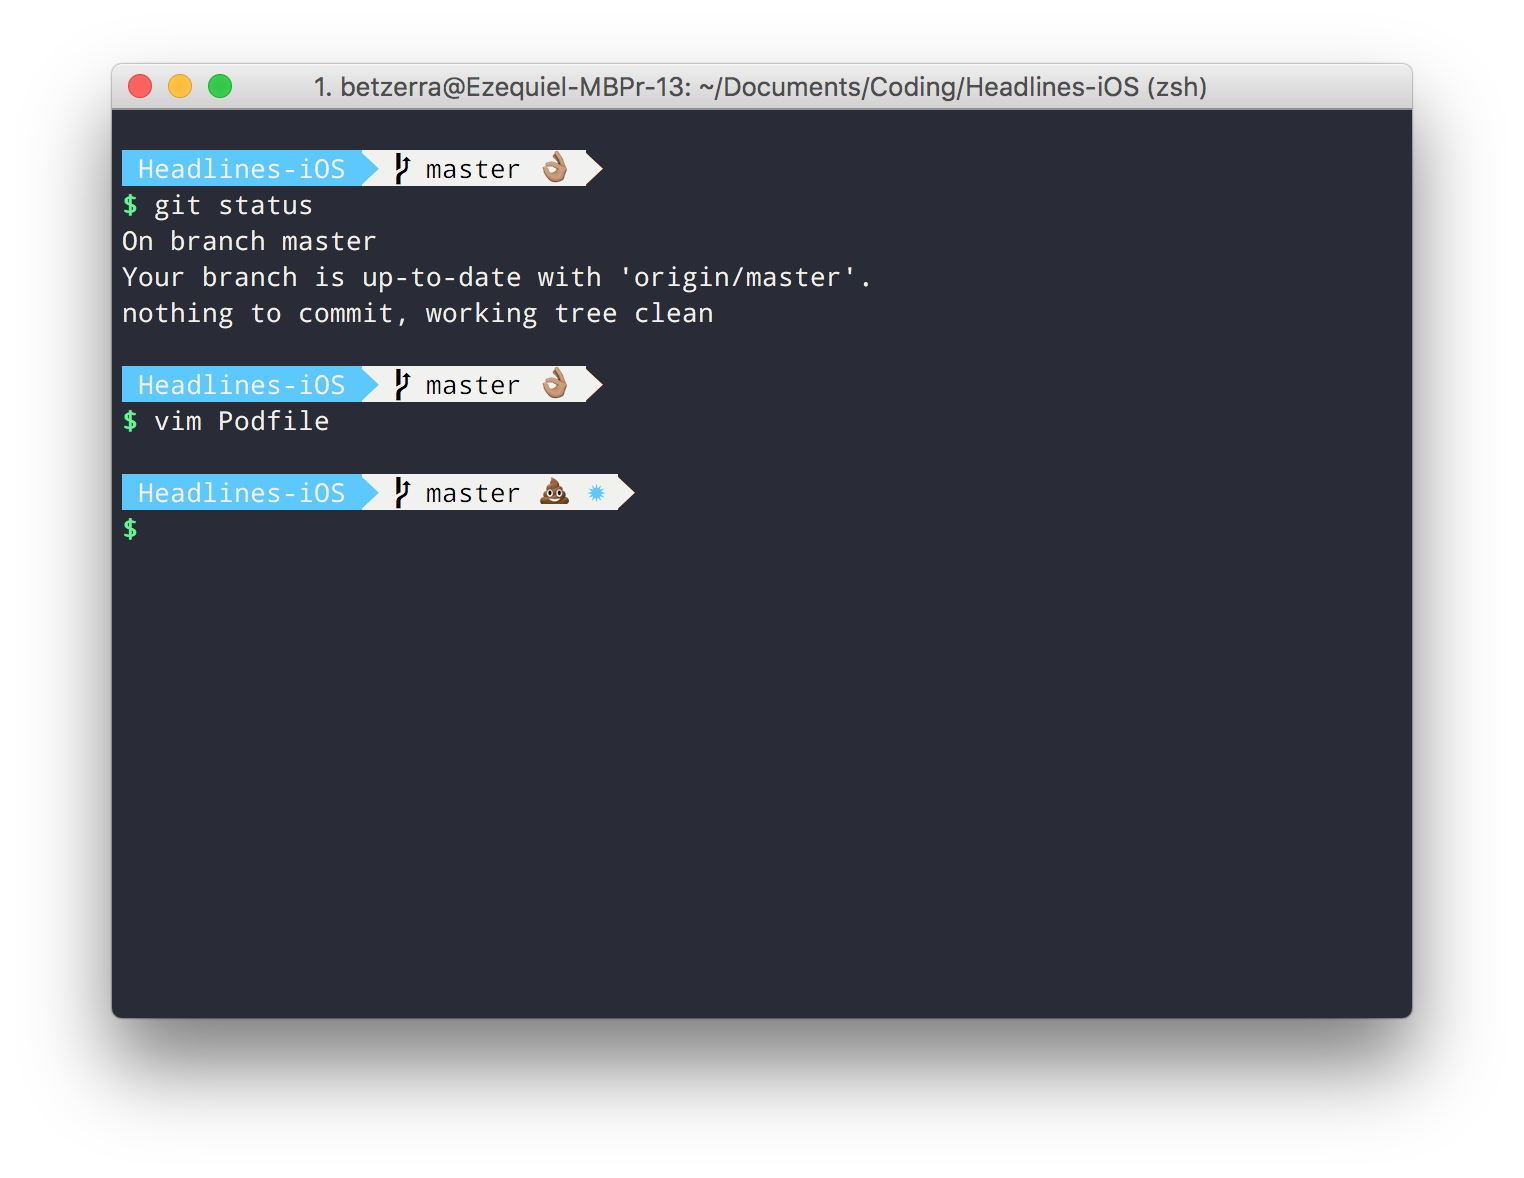 1. betzerra@Ezequiel-MBPr-13: ~/Documents/Coding/Headlines-iOS (zsh)
Headlines-iOS master 👌🏽
$ git status
On branch master
Your branch is up-to-date with 'origin/master'.
nothing to commit, working tree clean
Headlines-iOS master 👌🏽
$ vim Podfile
Headlines-iOS master 💩 ✹
$